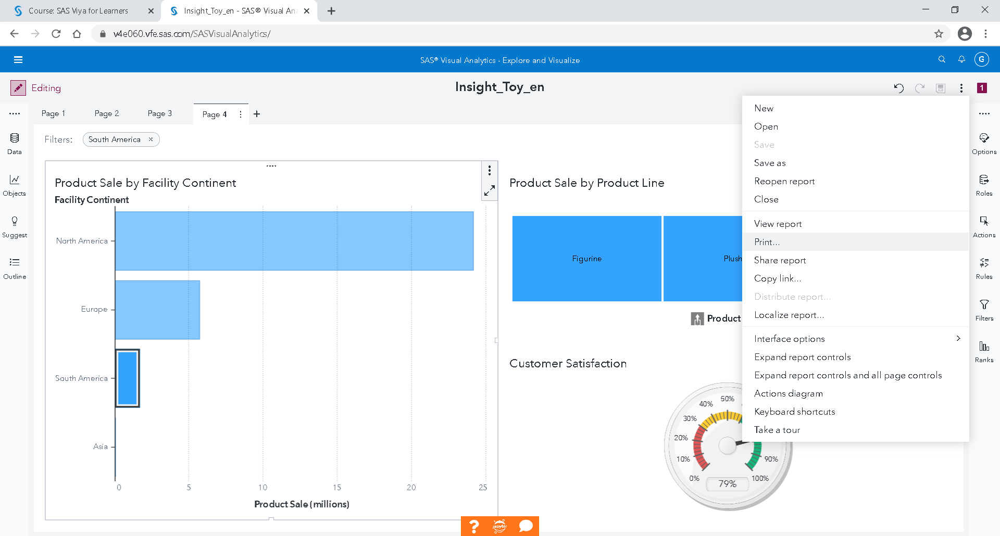 Course: SAS Viya for Learners
Insight_Toy_en - SAS® Visual An
v4e060.vfe.sas.com/SASVisualAnalytics/
SAS® Visual Analytics - Explore and Visualize
G
Editing
Insight_Toy_en
1
Page 1
Page 2
Page 3
Page 4
Filters:
South America
Data
Objects
Suggest
Outline
Product Sale by Facility Continent
Facility Continent
North America
Europe
South America
Asia
0
5
10
15
20
25
Product Sale (millions)
Product Sale by Product Line
Figurine
Plush
Product
Customer Satisfaction
0%
10%
20%
30%
40%
50%
90%
100%
79%
New
Open
Save
Save as
Reopen report
Close
View report
Print...
Share report
Copy link...
Distribute report...
Localize report...
Interface options
Expand report controls
Expand report controls and all page controls
Actions diagram
Keyboard shortcuts
Take a tour
Options
Roles
Actions
Rules
Filters
Ranks
?
jupyter